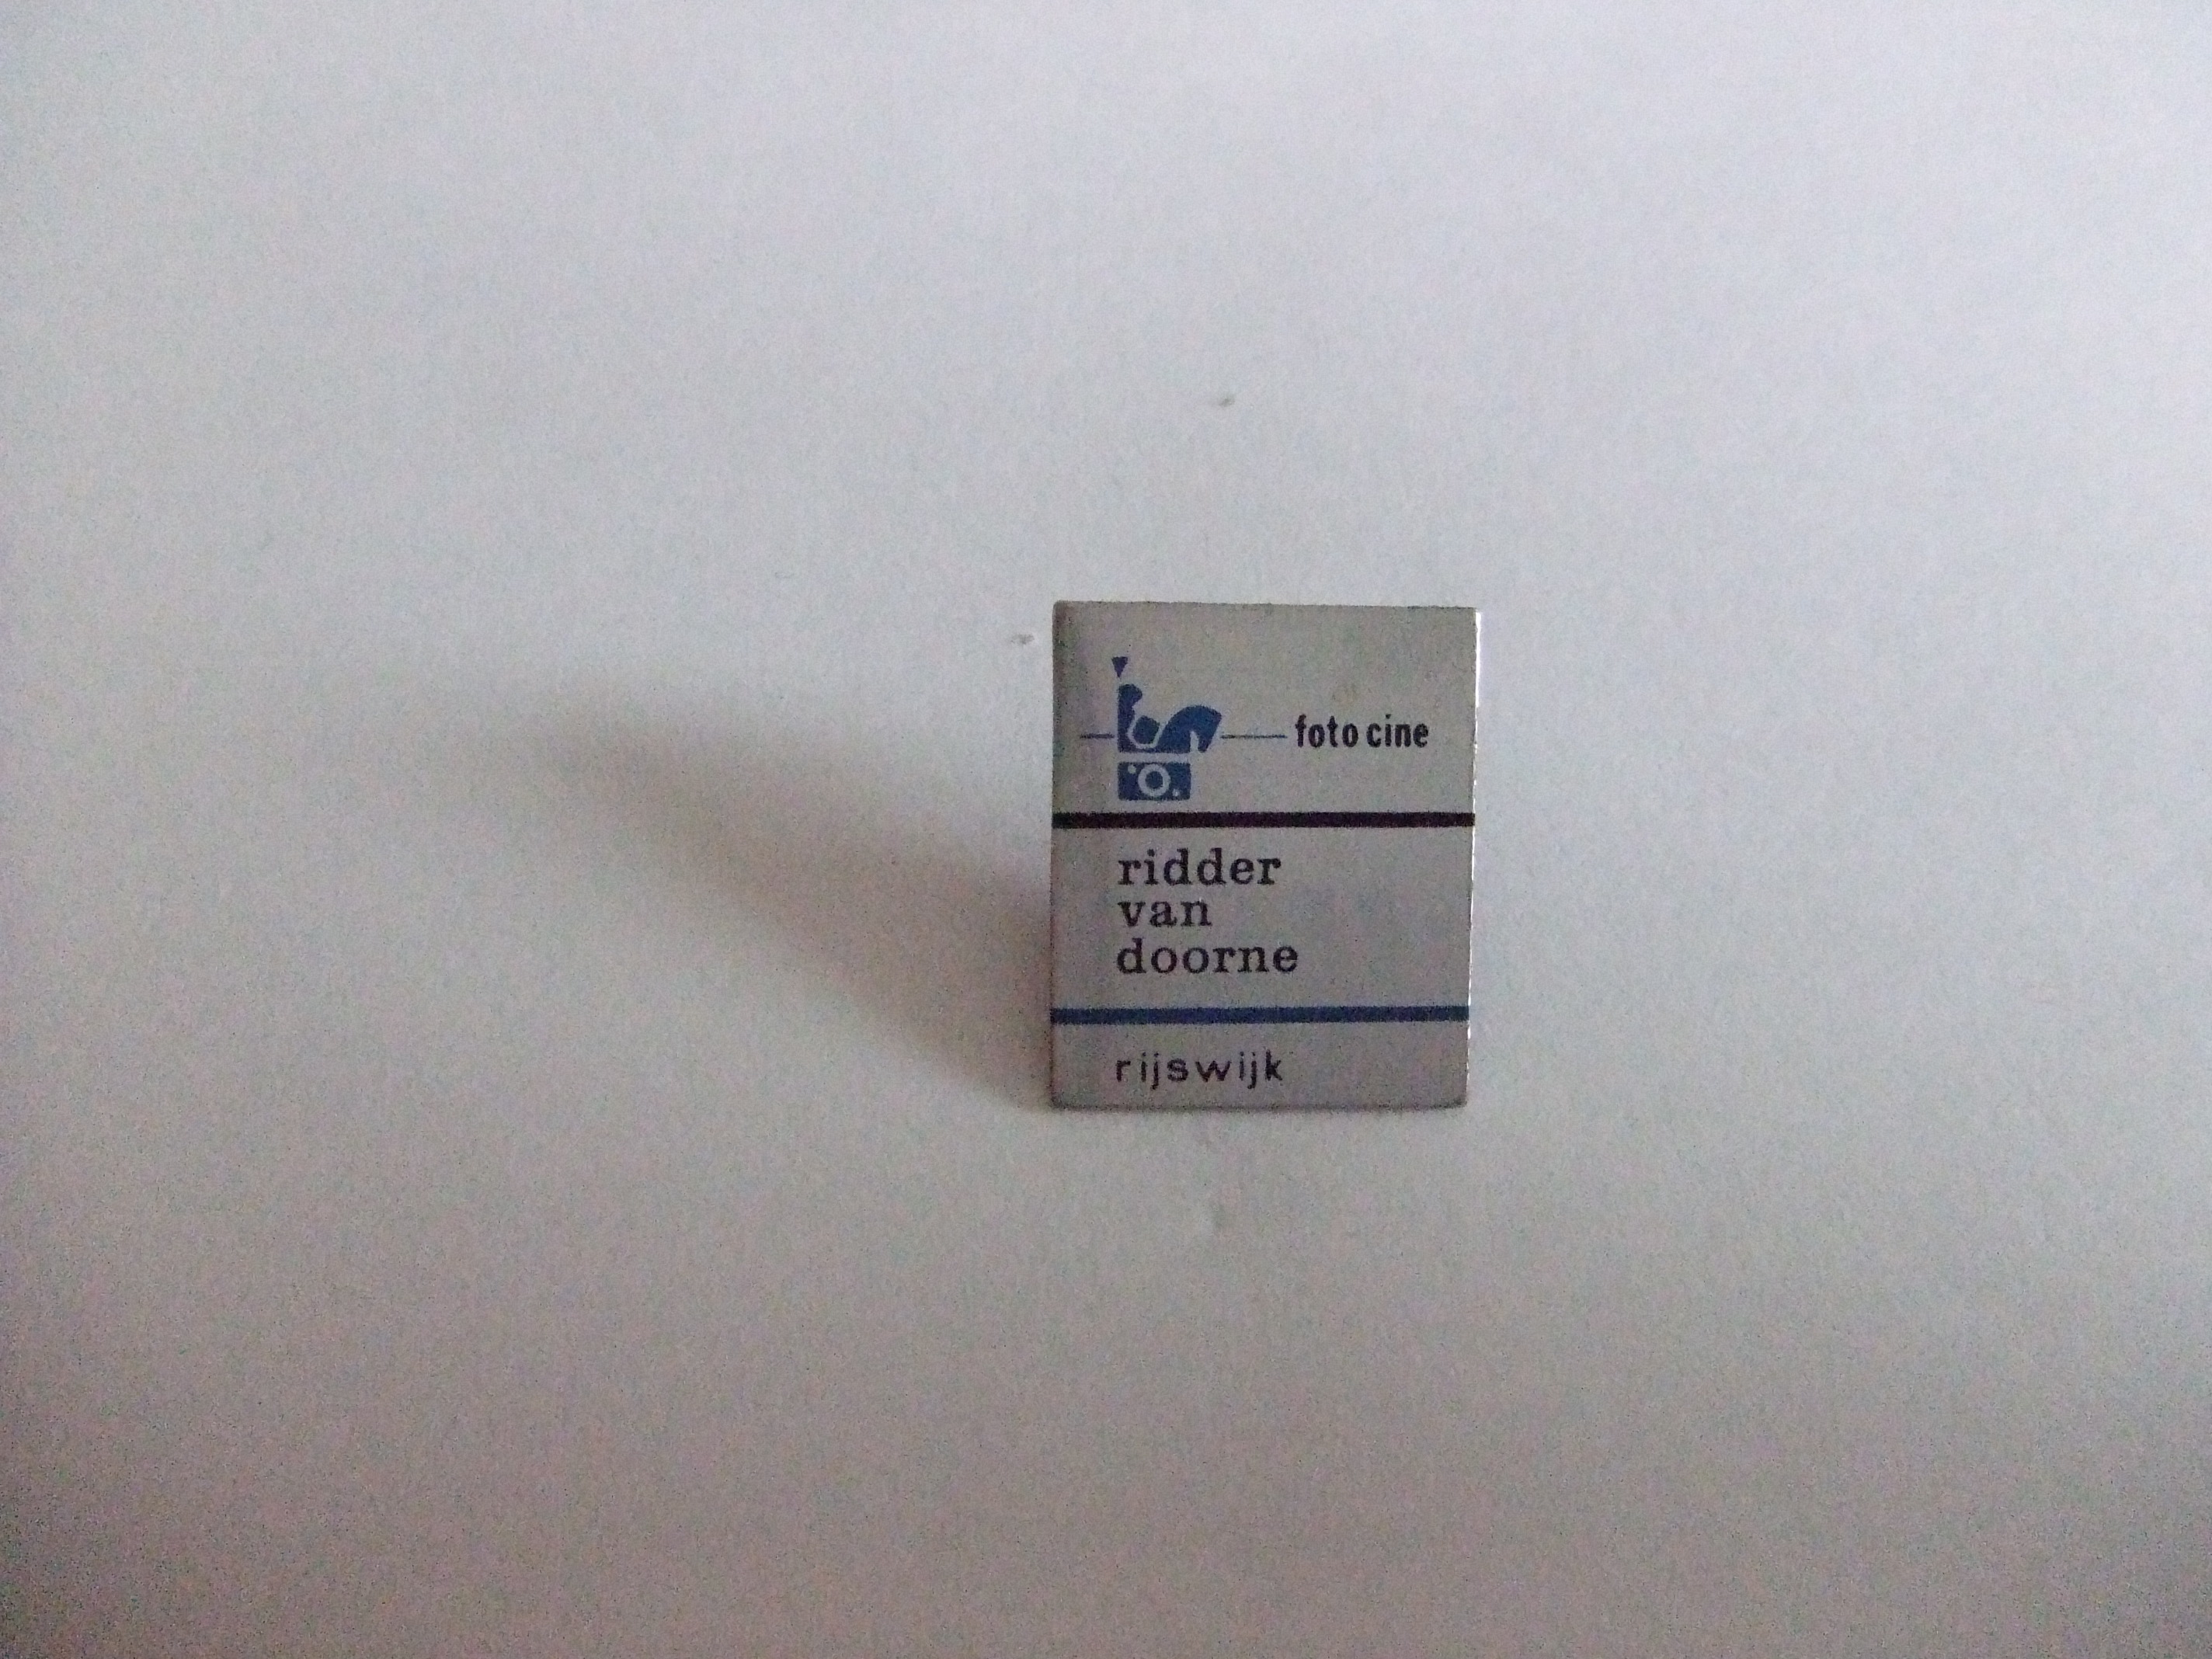 foto cine
ridder
van
doorne
rijswijk